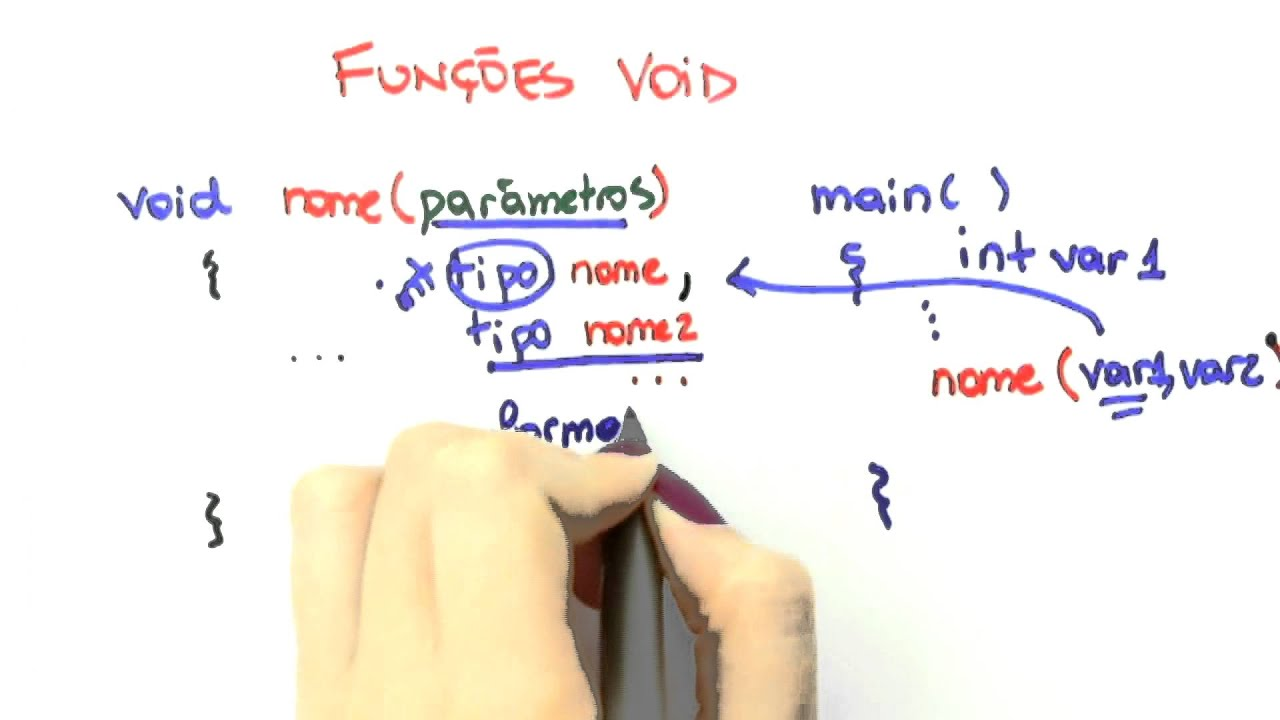 FUNÇÕES VOID
void nome(parâmetros)
{
tipo nome,
tipo nome2
...
...
}
main( )
{ int var1
nome (var1,var2)
}